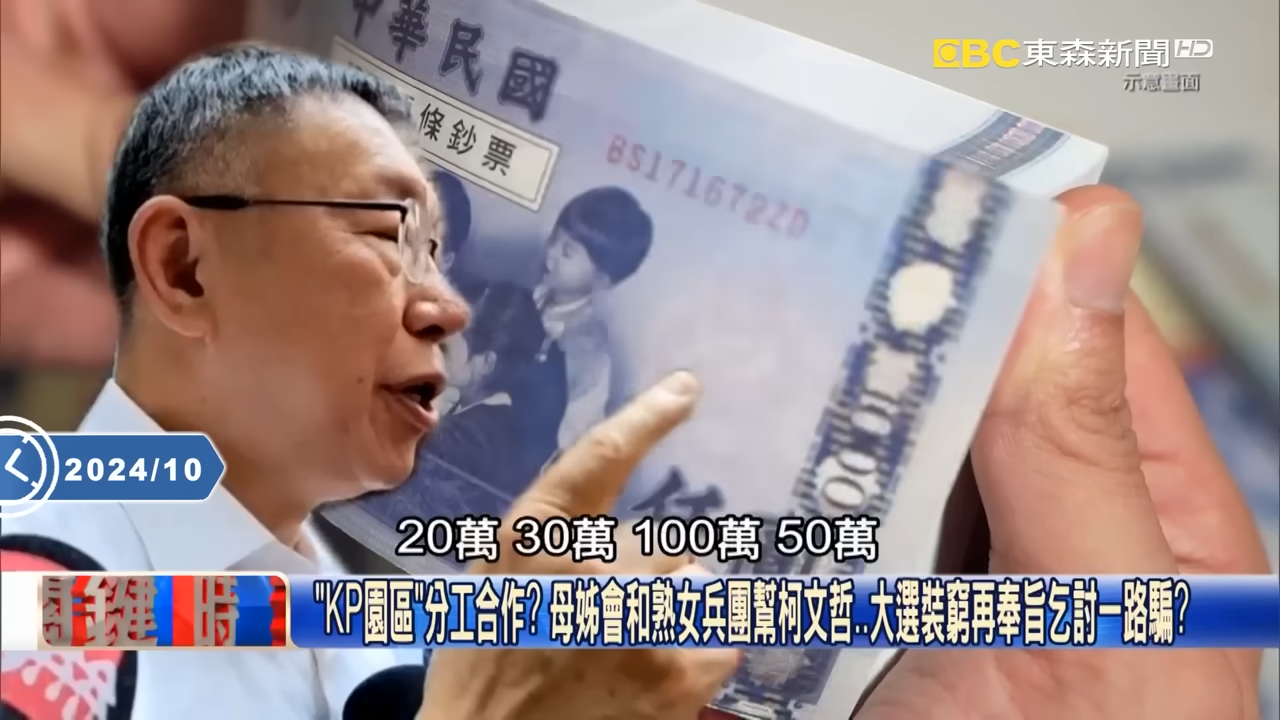 中華民國
EBC東森新聞HD
示意畫面
條鈔票
BS171672ZD
2024/10
20萬 30萬 100萬 50萬
關鍵時
"KP園區"分工合作? 母姊會和熟女兵團幫柯文哲..大選裝窮再奉旨乞討一路騙?